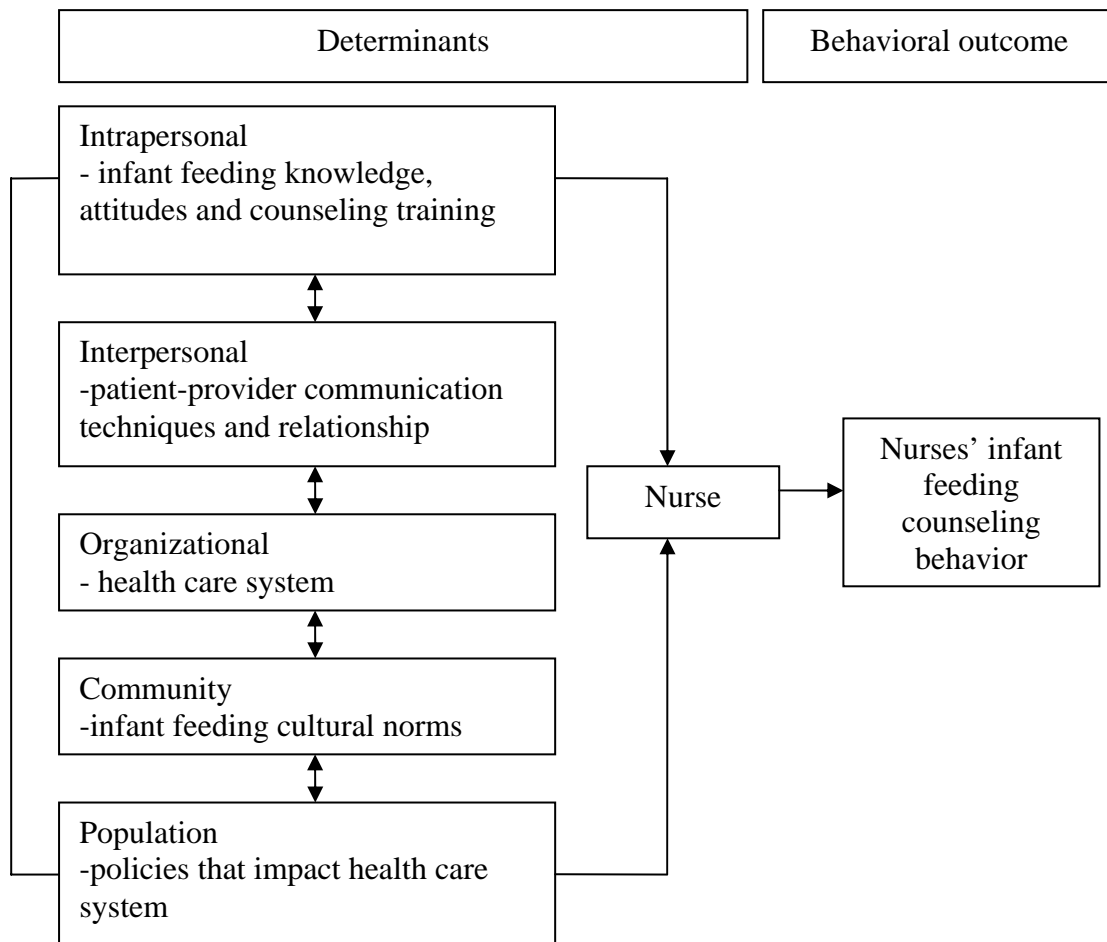 Determinants
Behavioral outcome
Intrapersonal
- infant feeding knowledge,
attitudes and counseling training
Interpersonal
-patient-provider communication
techniques and relationship
Organizational
- health care system
Community
-infant feeding cultural norms
Population
-policies that impact health care
system
Nurse
Nurses’ infant
feeding
counseling
behavior